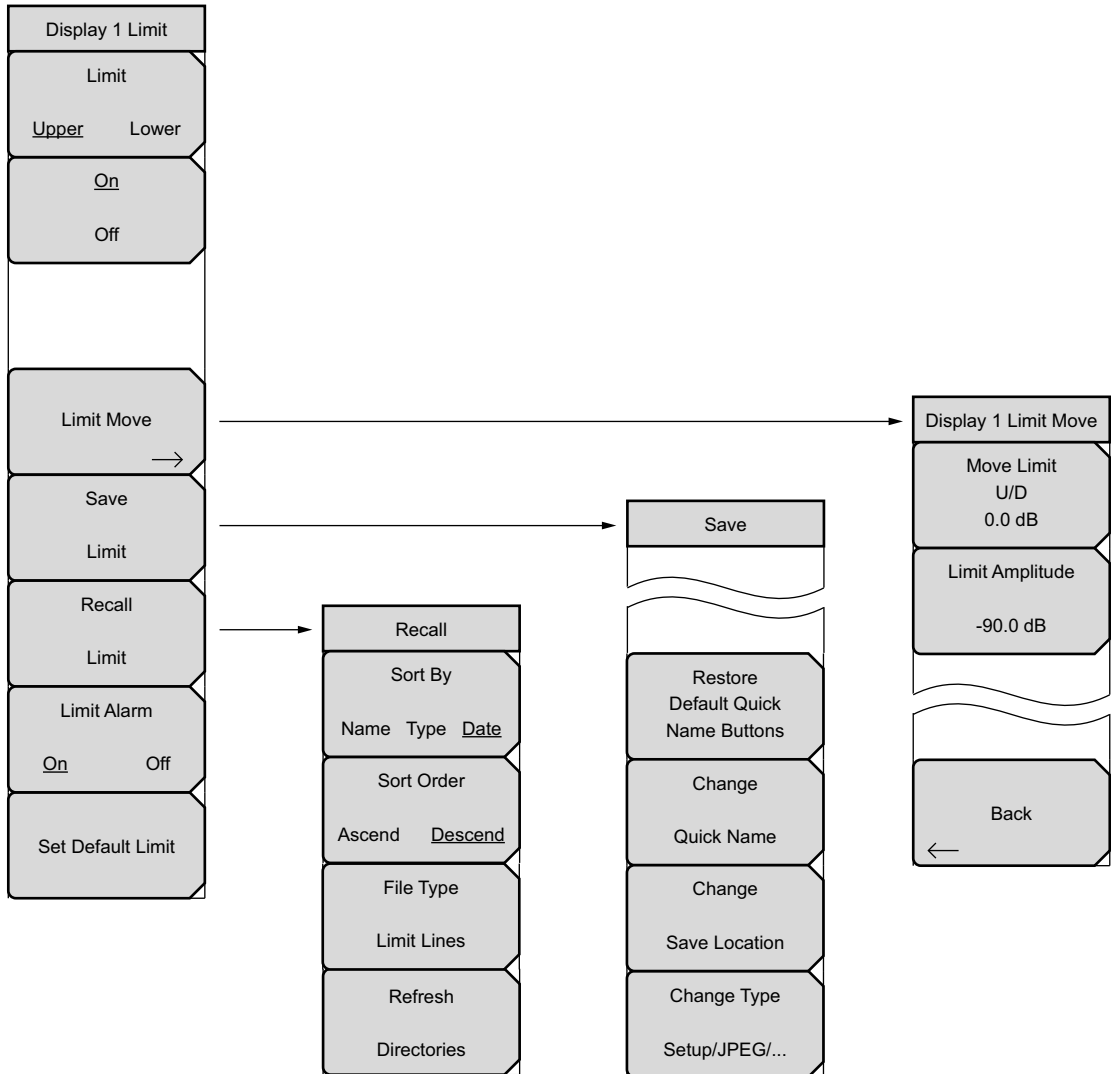 Display 1 Limit
Limit
Upper Lower
On
Off
Limit Move
Save
Limit
Recall
Limit
Limit Alarm
On Off
Set Default Limit
Recall
Sort By
Name Type Date
Sort Order
Ascend Descend
File Type
Limit Lines
Refresh
Directories
Save
Restore
Default Quick
Name Buttons
Change
Quick Name
Change
Save Location
Change Type
Setup/JPEG/...
Display 1 Limit Move
Move Limit
U/D
0.0 dB
Limit Amplitude
-90.0 dB
Back